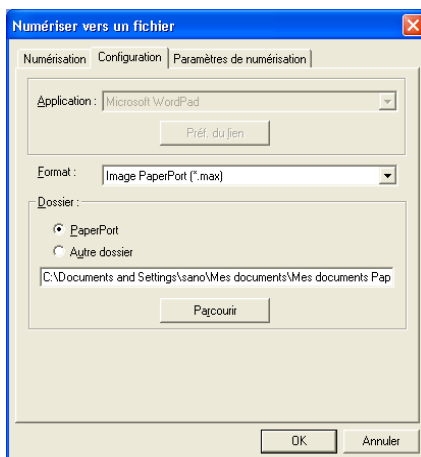 Numériser vers un fichier
Numérisation Configuration Paramètres de numérisation
Application : Microsoft WordPad
Préf. du lien
Format : Image PaperPort (*.max)
Dossier :
PaperPort
Autre dossier
C:\Documents and Settings\sano\Mes documents\Mes documents Pap
Parcourir
OK Annuler